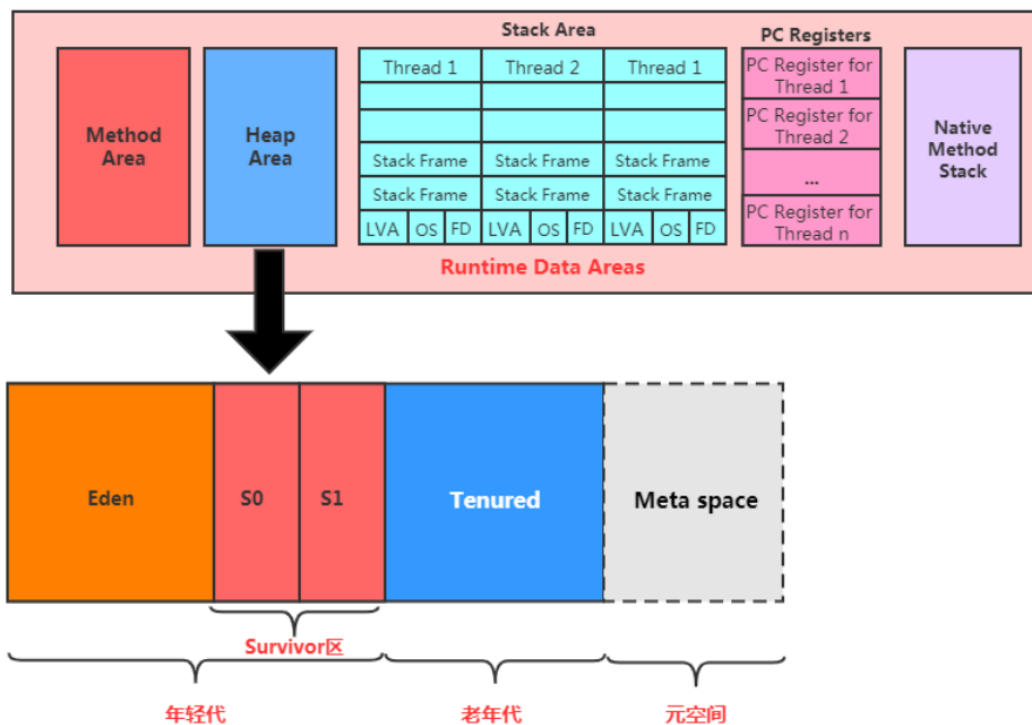 Stack Area
PC Registers
Method
Area
Heap
Area
Thread 1
Thread 2
Thread 1
Stack Frame
Stack Frame
Stack Frame
Stack Frame
Stack Frame
Stack Frame
LVA
OS
FD
LVA
OS
FD
LVA
OS
FD
PC Register for
Thread 1
PC Register for
Thread 2
...
PC Register for
Thread n
Native
Method
Stack
Runtime Data Areas
Eden
S0
S1
Tenured
Meta space
Survivor区
年轻代
老年代
元空间